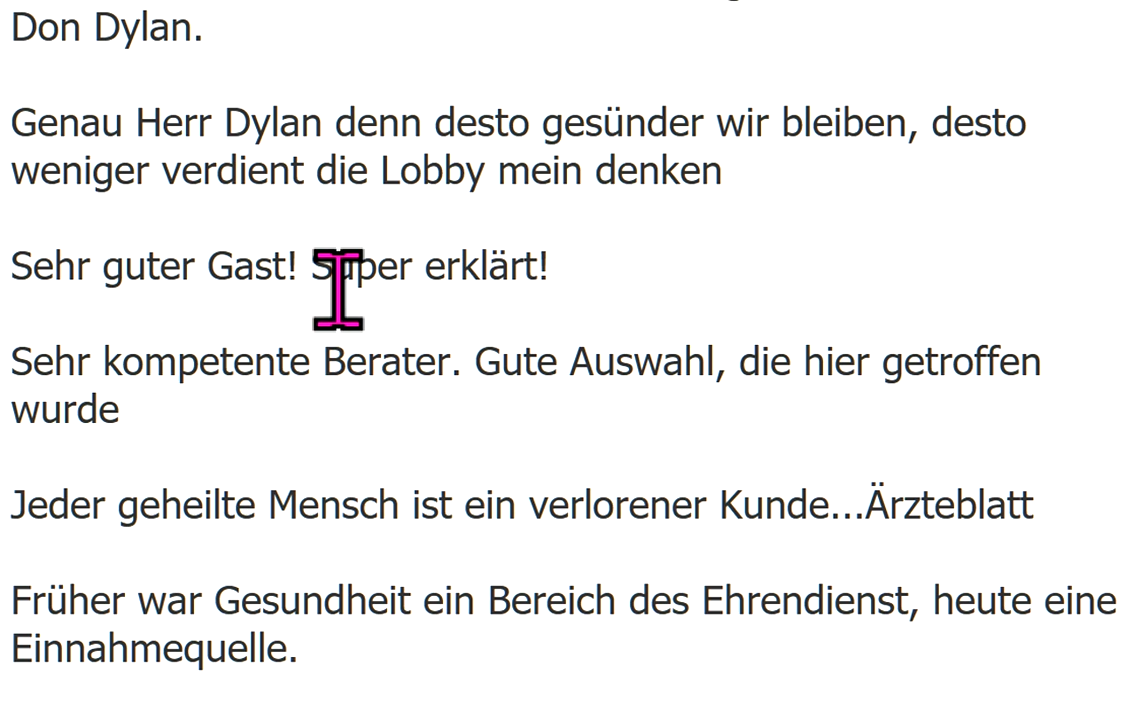 Don Dylan.
Genau Herr Dylan denn desto gesünder wir bleiben, desto
weniger verdient die Lobby mein denken
Sehr guter Gast! Super erklärt!
Sehr kompetente Berater. Gute Auswahl, die hier getroffen
wurde
Jeder geheilte Mensch ist ein verlorener Kunde...Ärzteblatt
Früher war Gesundheit ein Bereich des Ehrendienst, heute eine
Einnahmequelle.